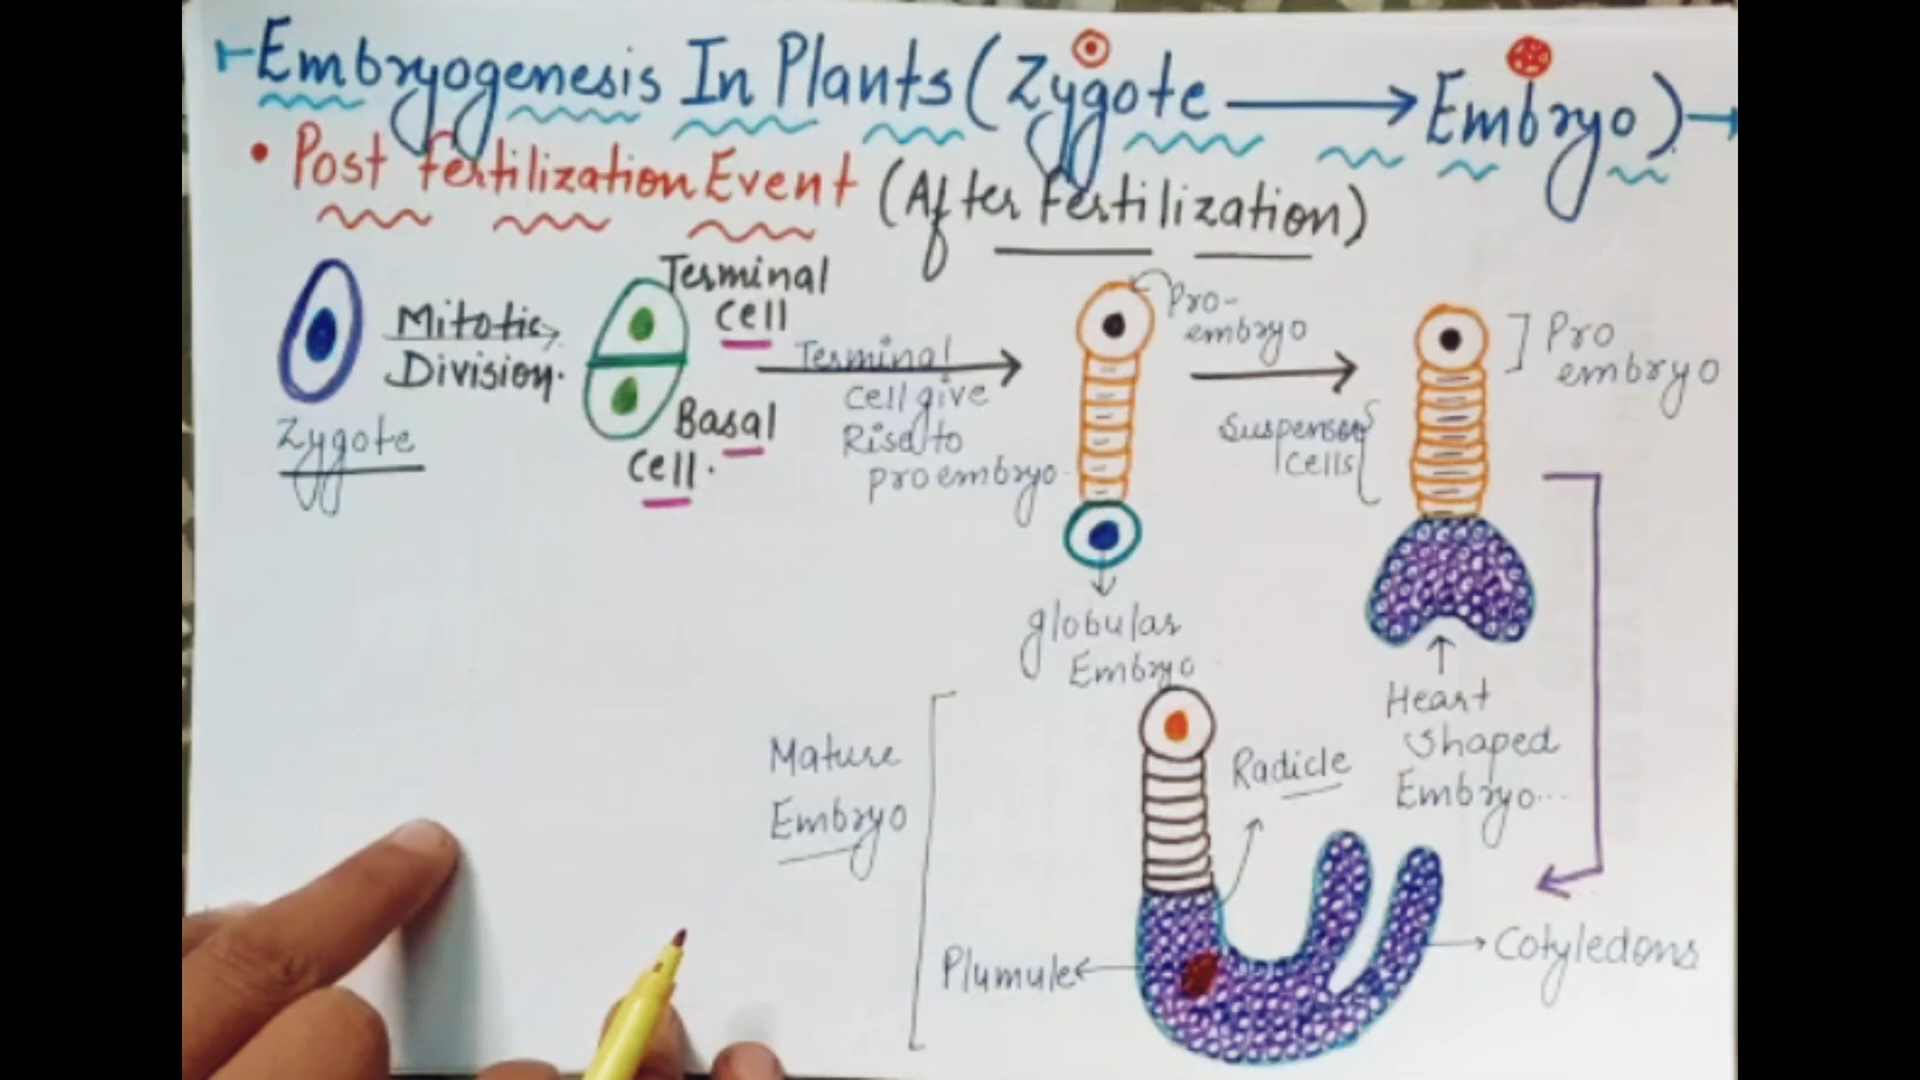 Embryogenesis In Plants (Zygote → Embryo)
• Post Fertilization Event (After Fertilization)
Zygote
Mitotic
Division.
Terminal
Cell
Basal
Cell.
Terminal
Cell give
Rise to
proembryo.
Pro-
embryo
globular
Embryo
Suspensor
Cells
Pro
embryo
Heart
Shaped
Embryo...
Mature
Embryo
Radicle
Plumule
Cotyledons